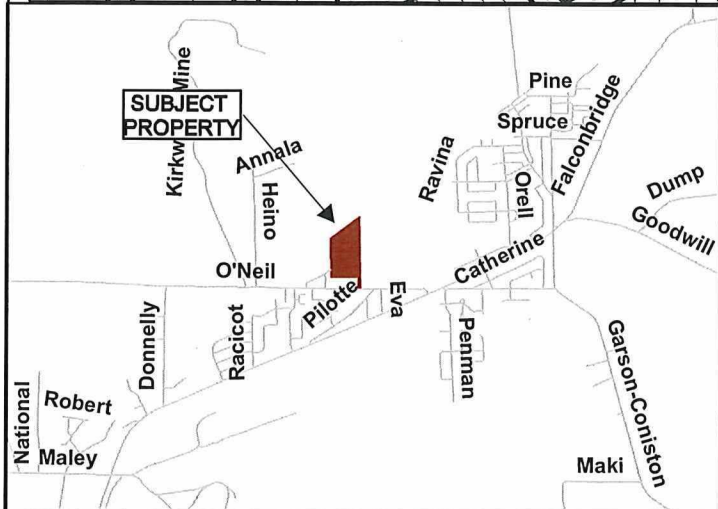 Kirkw Mine
SUBJECT
PROPERTY
Annala
Heino
O'Neil
Pilotte
Eva
Donnelly
Racicot
National
Robert
Maley
Pine
Spruce
Falconbridge
Ravina
Orell
Catherine
Dump
Goodwill
Penman
Garson-Coniston
Maki